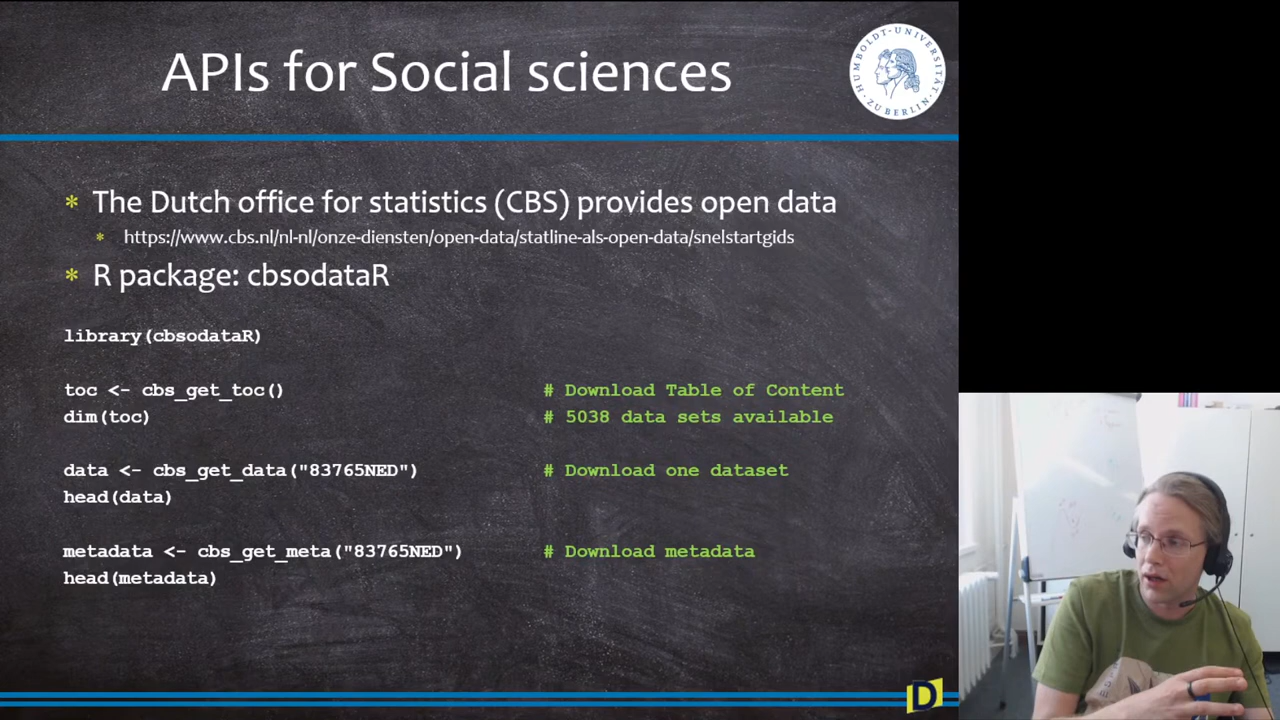 APIs for Social sciences
HUMBOLDT-UNIVERSITÄT ZU BERLIN
* The Dutch office for statistics (CBS) provides open data
* https://www.cbs.nl/nl-nl/onze-diensten/open-data/statline-als-open-data/snelstartgids
* R package: cbsodataR
library(cbsodataR)
toc <- cbs_get_toc() # Download Table of Content
dim(toc) # 5038 data sets available
data <- cbs_get_data("83765NED") # Download one dataset
head(data)
metadata <- cbs_get_meta("83765NED") # Download metadata
head(metadata)
D